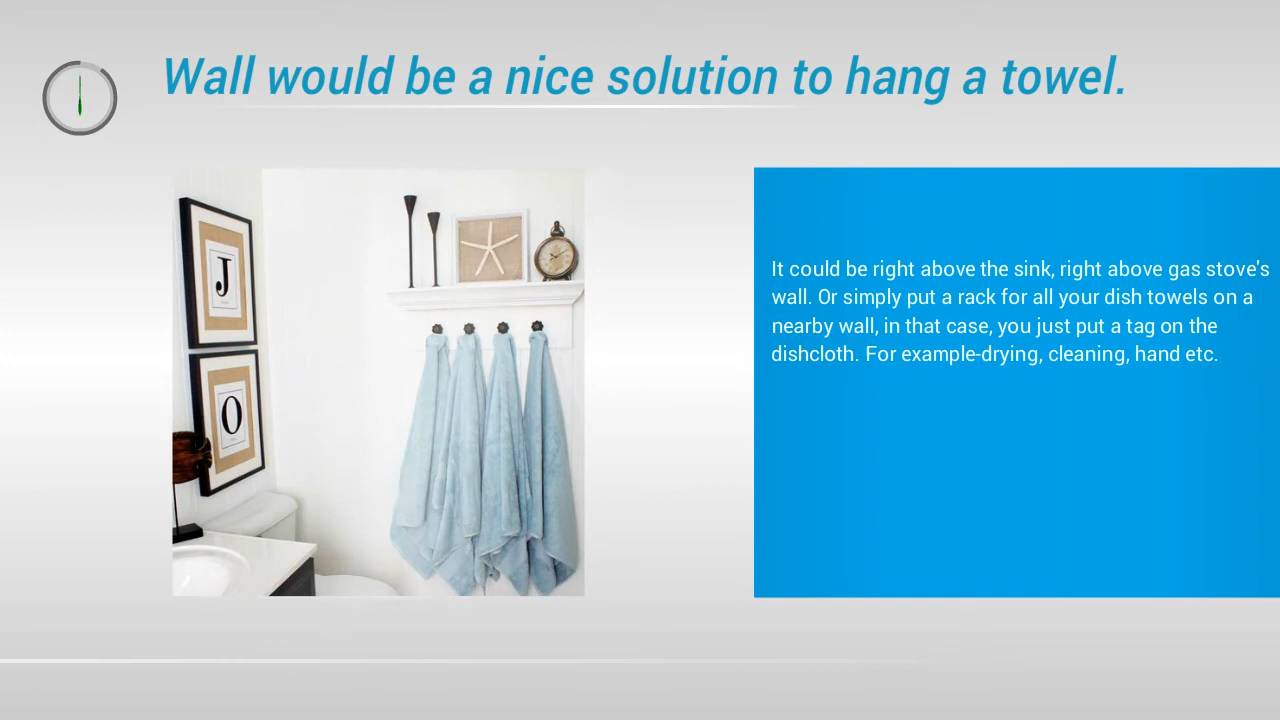 Wall would be a nice solution to hang a towel.
J
O
It could be right above the sink, right above gas stove's
wall. Or simply put a rack for all your dish towels on a
nearby wall, in that case, you just put a tag on the
dishcloth. For example-drying, cleaning, hand etc.